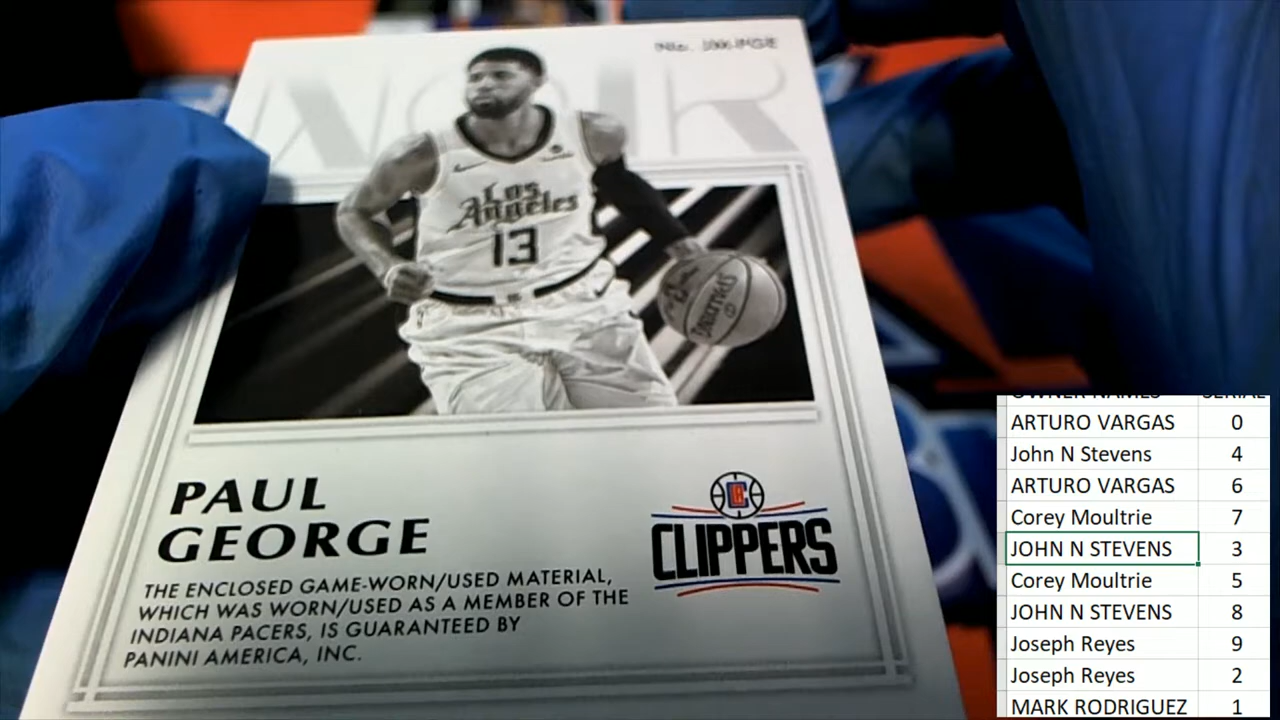 NOIR
Los
Angeles
13
PAUL
GEORGE
CLIPPERS
THE ENCLOSED GAME-WORN/USED MATERIAL,
WHICH WAS WORN/USED AS A MEMBER OF THE
INDIANA PACERS, IS GUARANTEED BY
PANINI AMERICA, INC.
OWNER NAMES SERIAL
ARTURO VARGAS 0
John N Stevens 4
ARTURO VARGAS 6
Corey Moultrie 7
JOHN N STEVENS 3
Corey Moultrie 5
JOHN N STEVENS 8
Joseph Reyes 9
Joseph Reyes 2
MARK RODRIGUEZ 1